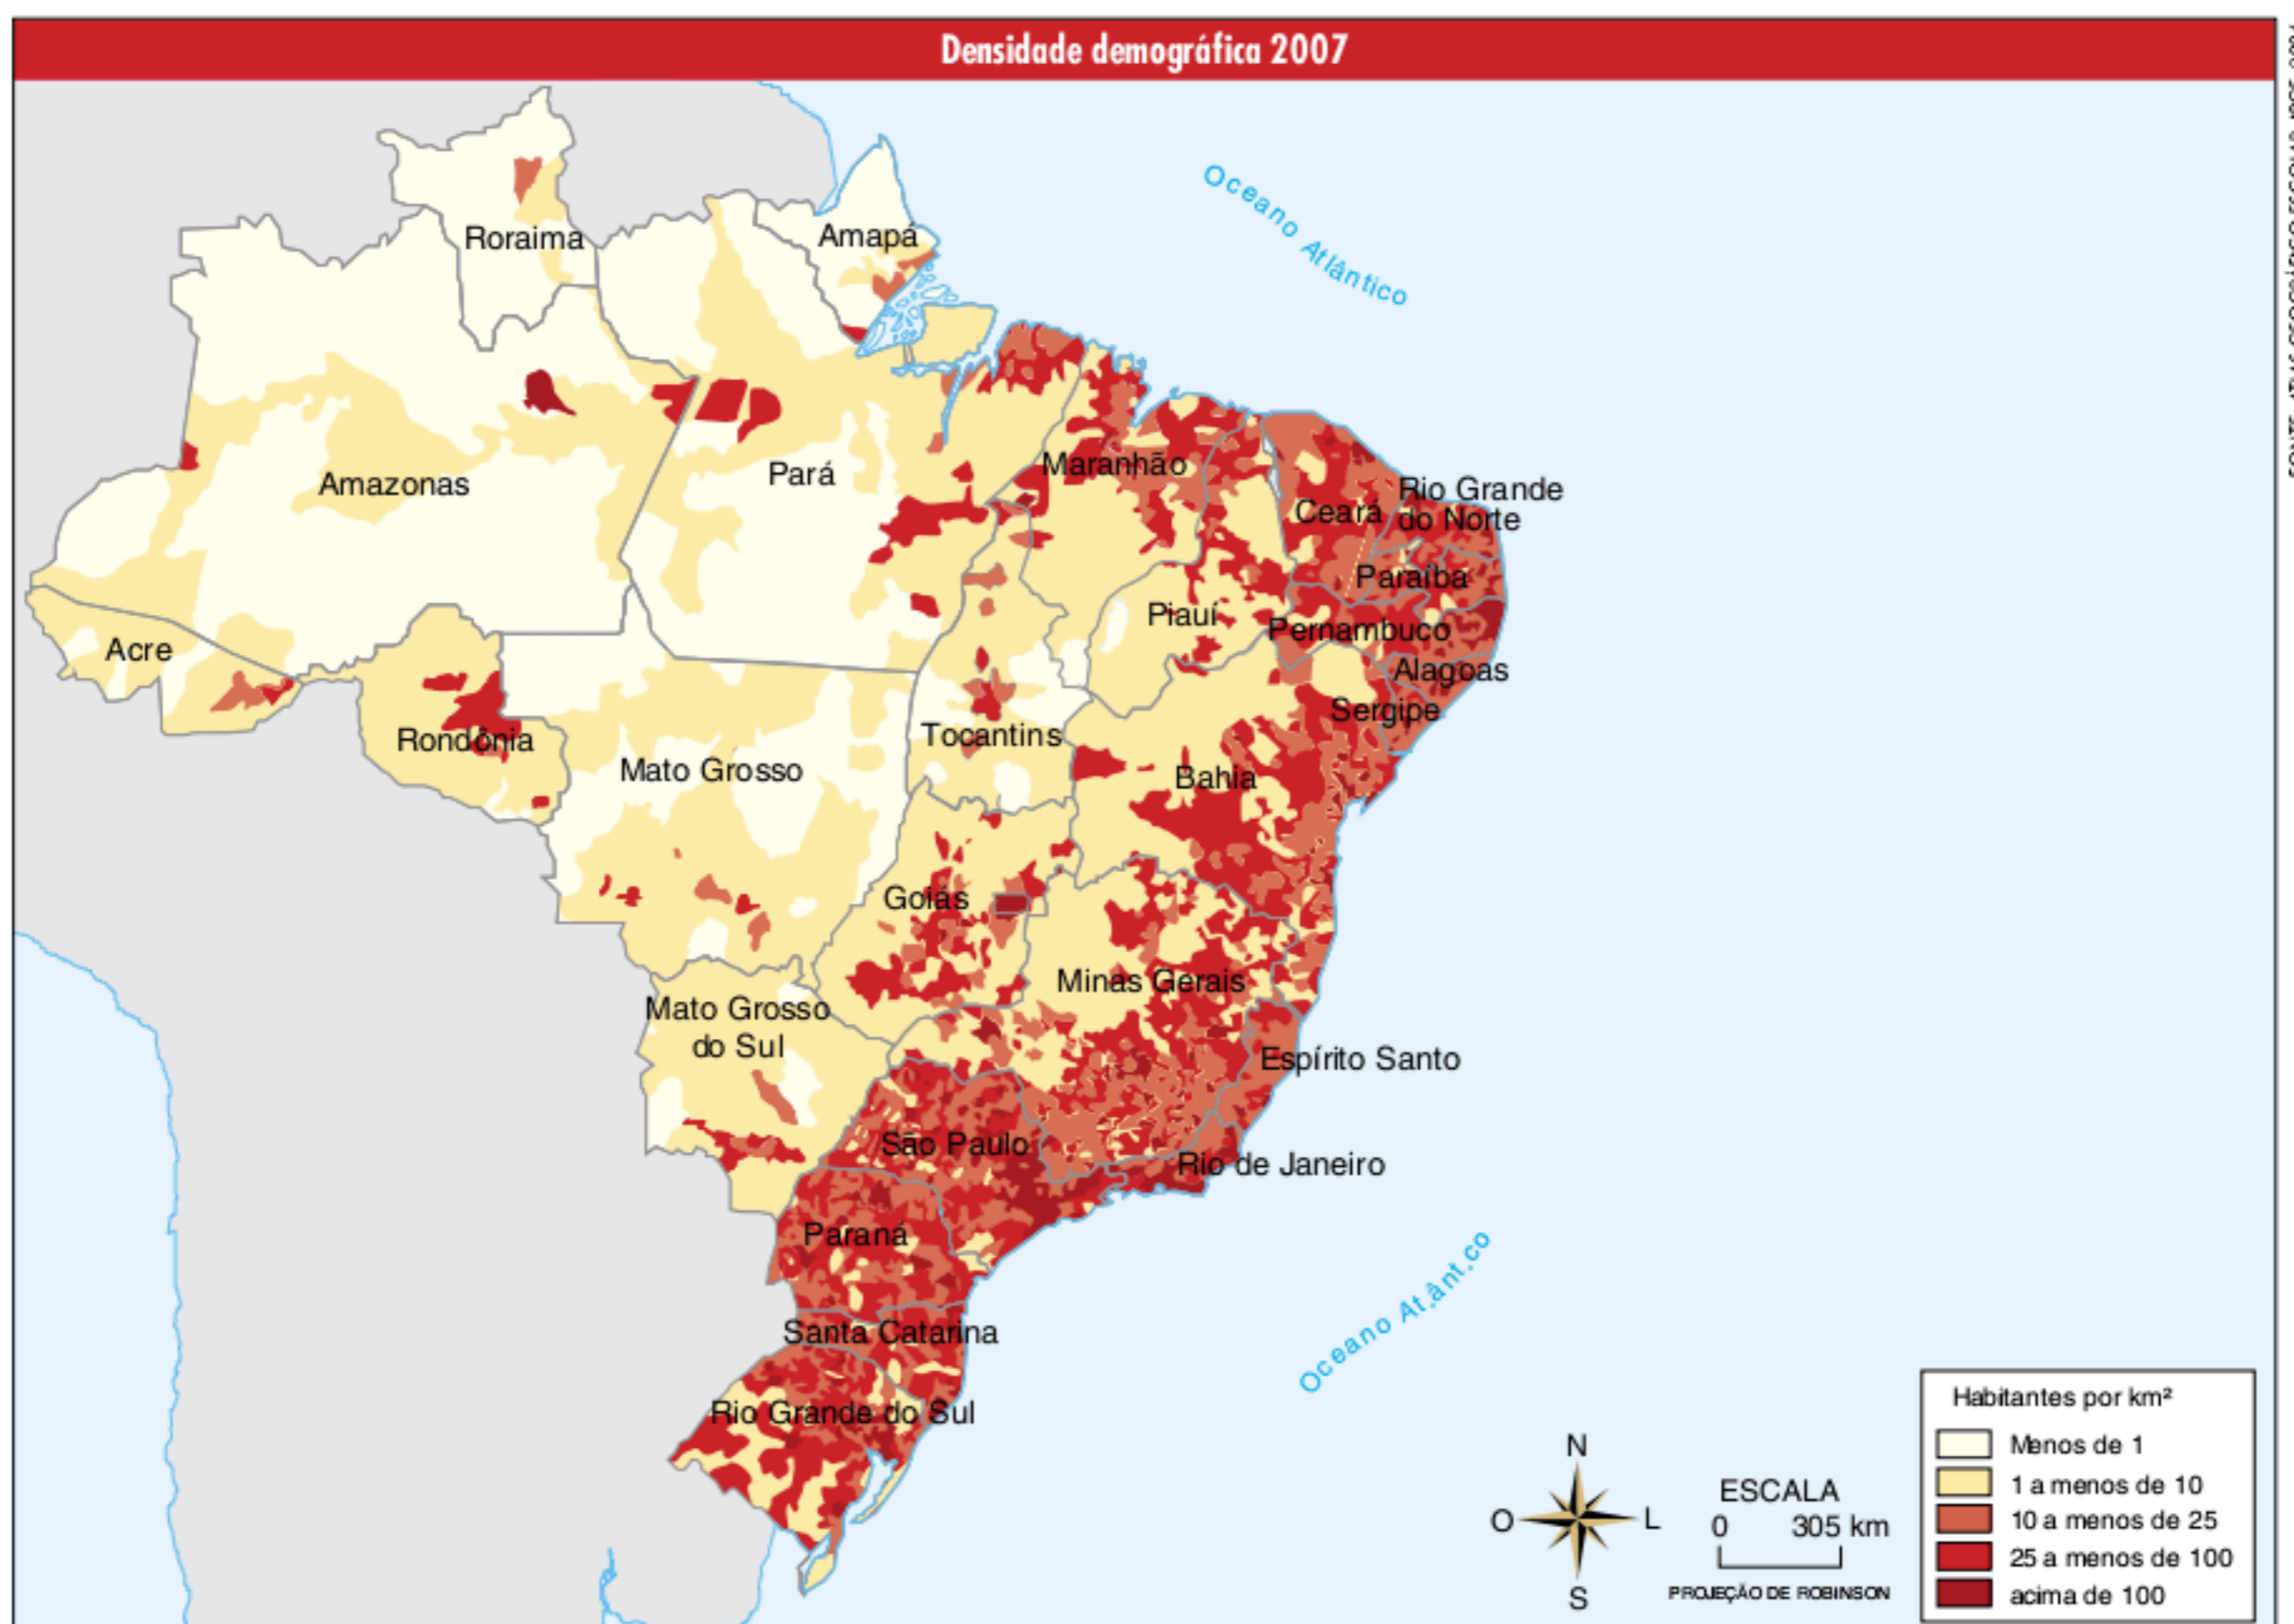 Densidade demográfica 2007
Oceano Atlântico
Roraima
Amapá
Amazonas
Pará
Maranhão
Rio Grande
do Norte
Ceará
Paraíba
Piauí
Pernambuco
Acre
Alagoas
Sergipe
Rondônia
Tocantins
Mato Grosso
Bahia
Goiás
Minas Gerais
Mato Grosso
do Sul
Espírito Santo
São Paulo
Rio de Janeiro
Paraná
Oceano Atlânt.co
Santa Catarina
Rio Grande do Sul
Habitantes por km²
Menos de 1
1 a menos de 10
10 a menos de 25
25 a menos de 100
acima de 100
N
O
L
S
ESCALA
0 305 km
PROJEÇÃO DE ROBINSON